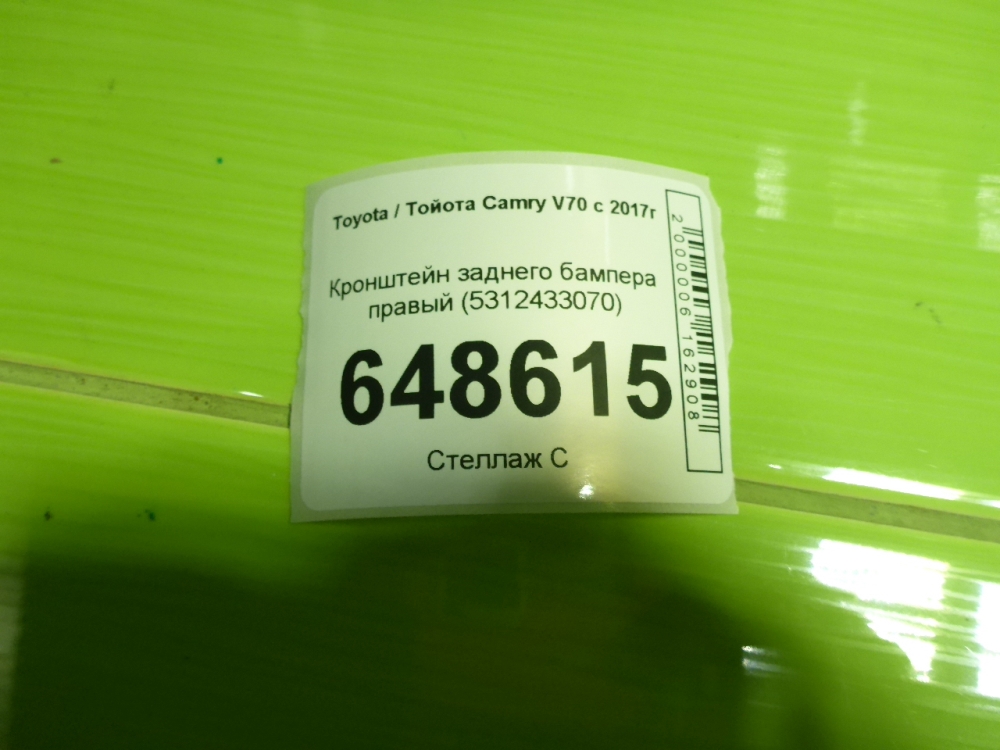 Toyota / Тойота Camry V70 с 2017г
Кронштейн заднего бампера
правый (5312433070)
648615
Стеллаж С
2000006162908